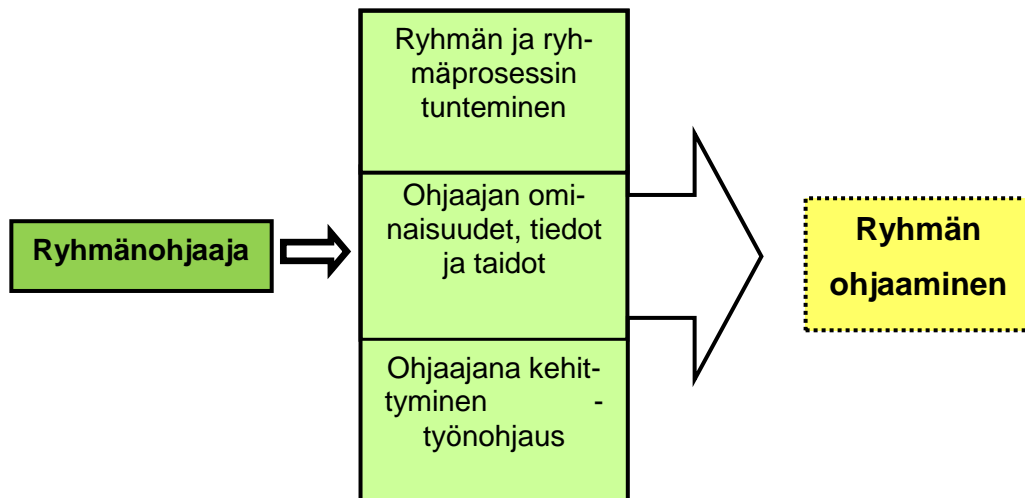 Ryhmän ja ryh-
mäprosessin
tunteminen
Ryhmänohjaaja
Ohjaajan omi-
naisuudet, tiedot
ja taidot
Ohjaajana kehit-
tyminen -
työnohjaus
Ryhmän
ohjaaminen